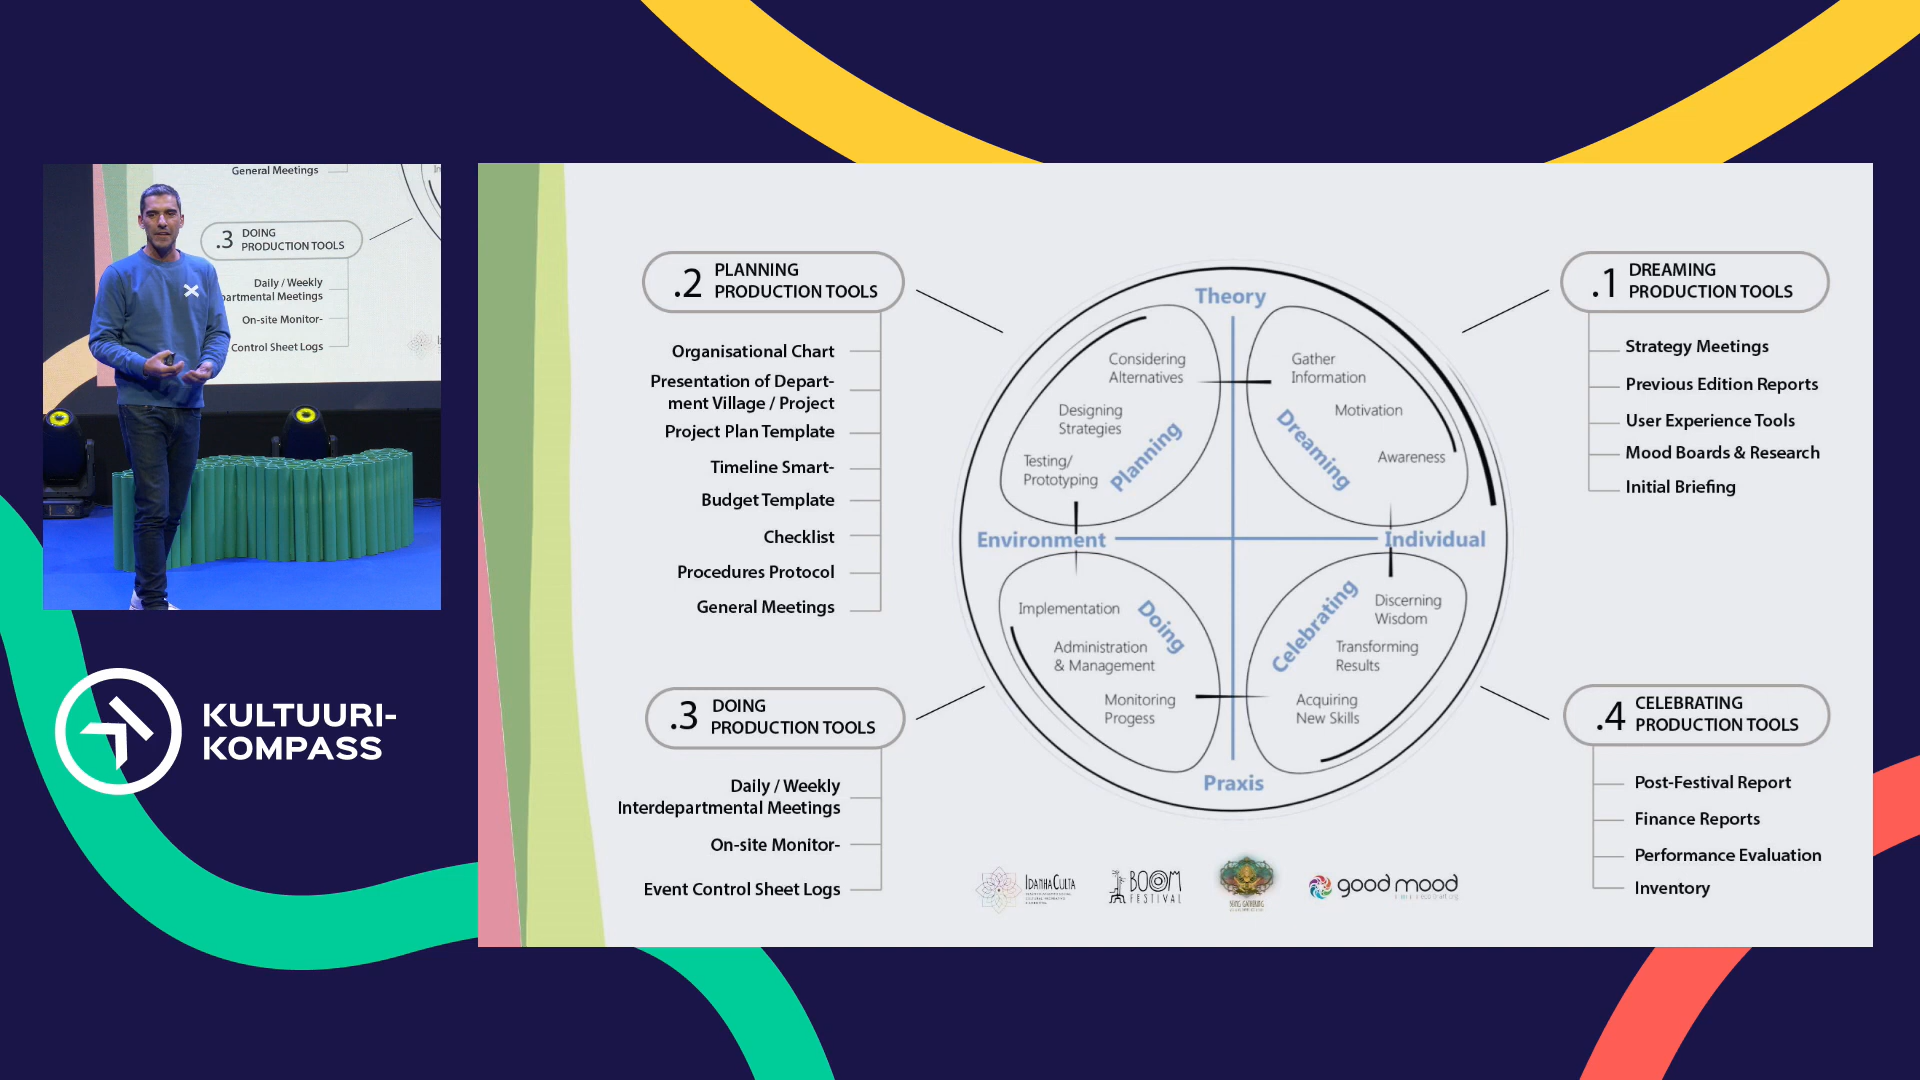 General Meetings
.3 DOING
PRODUCTION TOOLS
Daily / Weekly
partmental Meetings
On-site Monitor-
Control Sheet Logs
KULTUURI-
KOMPASS
.2 PLANNING
PRODUCTION TOOLS
Organisational Chart
Presentation of Depart-
ment Village / Project
Project Plan Template
Timeline Smart-
Budget Template
Checklist
Procedures Protocol
General Meetings
.3 DOING
PRODUCTION TOOLS
Daily / Weekly
Interdepartmental Meetings
On-site Monitor-
Event Control Sheet Logs
Theory
Considering
Alternatives
Designing
Strategies
Testing/
Prototyping
Planning
Gather
Information
Motivation
Awareness
Dreaming
Environment
Individual
Implementation
Administration
& Management
Monitoring
Progess
Doing
Celebrating
Discerning
Wisdom
Transforming
Results
Acquiring
New Skills
Praxis
.1 DREAMING
PRODUCTION TOOLS
Strategy Meetings
Previous Edition Reports
User Experience Tools
Mood Boards & Research
Initial Briefing
.4 CELEBRATING
PRODUCTION TOOLS
Post-Festival Report
Finance Reports
Performance Evaluation
Inventory
IDANHACULTA
BOOM
FESTIVAL
good mood